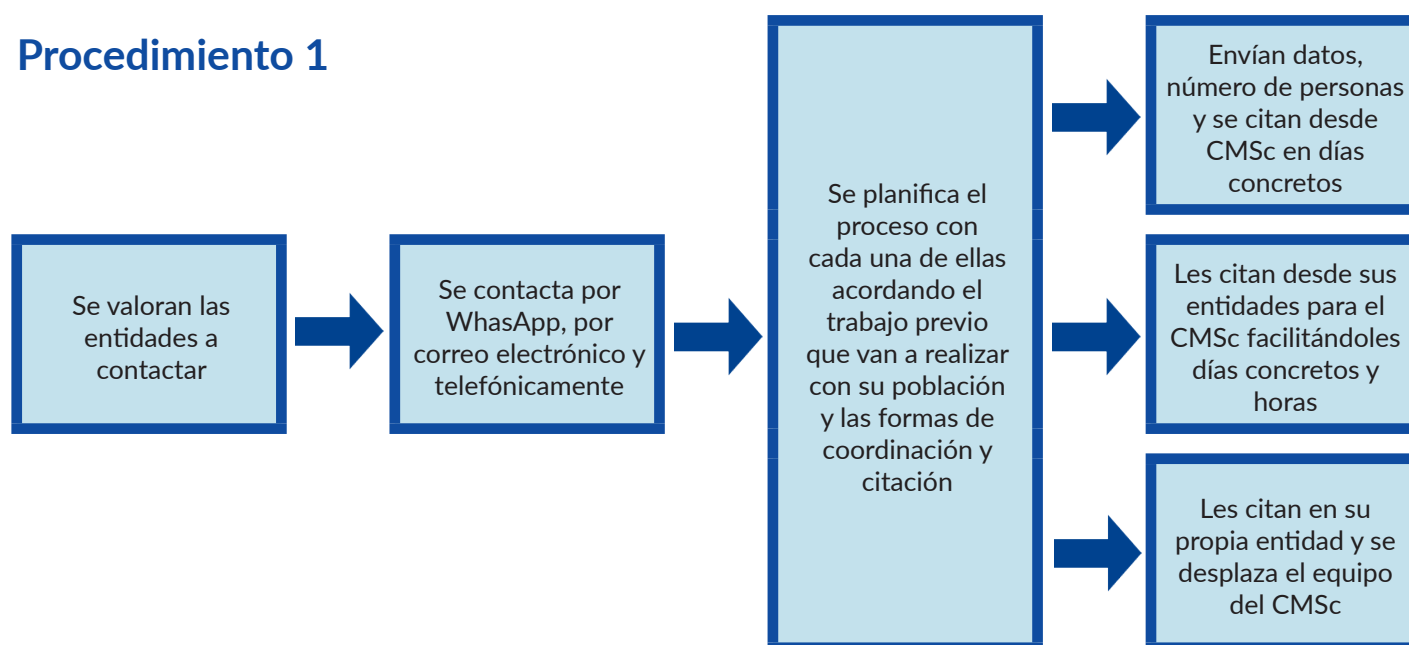 Procedimiento 1
Se valoran las
entidades a
contactar
Se contacta por
WhasApp, por
correo electrónico y
telefónicamente
Se planifica el
proceso con
cada una de ellas
acordando el
trabajo previo
que van a realizar
con su población
y las formas de
coordinación y
citación
Envían datos,
número de personas
y se citan desde
CMSc en días
concretos
Les citan desde sus
entidades para el
CMSc facilitándoles
días concretos y
horas
Les citan en su
propia entidad y se
desplaza el equipo
del CMSc